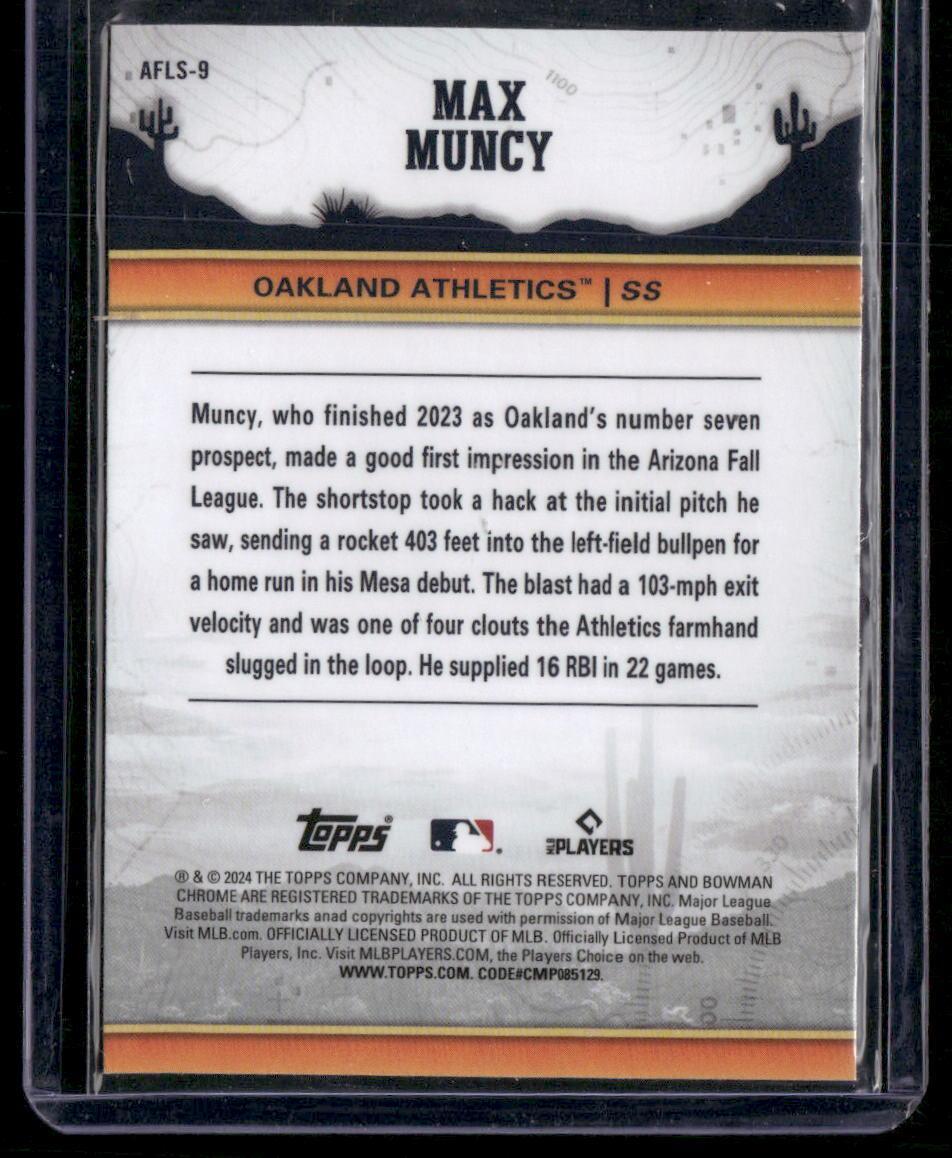 AFLS-9
1100
MAX
MUNCY
OAKLAND ATHLETICS™ | SS
Muncy, who finished 2023 as Oakland's number seven
prospect, made a good first impression in the Arizona Fall
League. The shortstop took a hack at the initial pitch he
saw, sending a rocket 403 feet into the left-field bullpen for
a home run in his Mesa debut. The blast had a 103-mph exit
velocity and was one of four clouts the Athletics farmhand
slugged in the loop. He supplied 16 RBI in 22 games.
TOPPS®
MLB PLAYERS
® & © 2024 THE TOPPS COMPANY, INC. ALL RIGHTS RESERVED. TOPPS AND BOWMAN
CHROME ARE REGISTERED TRADEMARKS OF THE TOPPS COMPANY, INC. Major League
Baseball trademarks anad copyrights are used with permission of Major League Baseball.
Visit MLB.com. OFFICIALLY LICENSED PRODUCT OF MLB. Officially Licensed Product of MLB
Players, Inc. Visit MLBPLAYERS.COM, the Players Choice on the web.
WWW.TOPPS.COM. CODE#CMP085129.